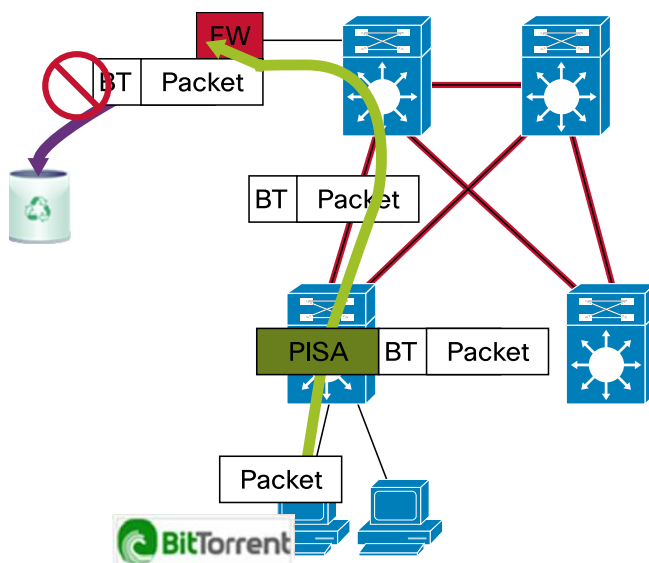 FW
BT Packet
BT Packet
PISA BT Packet
Packet
BitTorrent